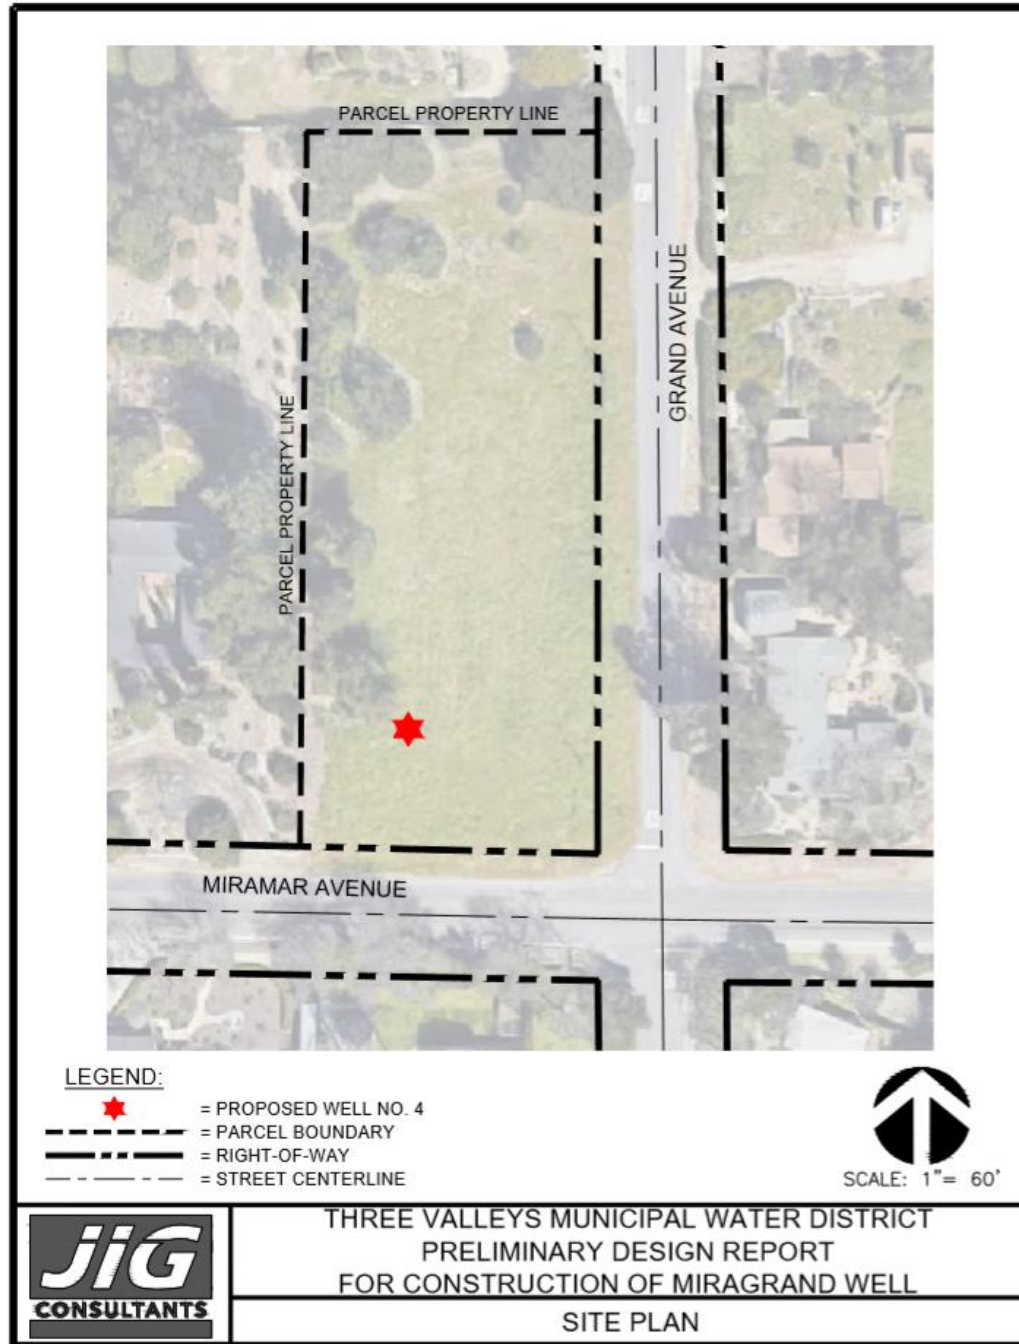 PARCEL PROPERTY LINE
GRAND AVENUE
PARCEL PROPERTY LINE
MIRAMAR AVENUE
LEGEND:
= PROPOSED WELL NO. 4
= PARCEL BOUNDARY
= RIGHT-OF-WAY
= STREET CENTERLINE
SCALE: 1"= 60'
JIG
CONSULTANTS
THREE VALLEYS MUNICIPAL WATER DISTRICT
PRELIMINARY DESIGN REPORT
FOR CONSTRUCTION OF MIRAGRAND WELL
SITE PLAN